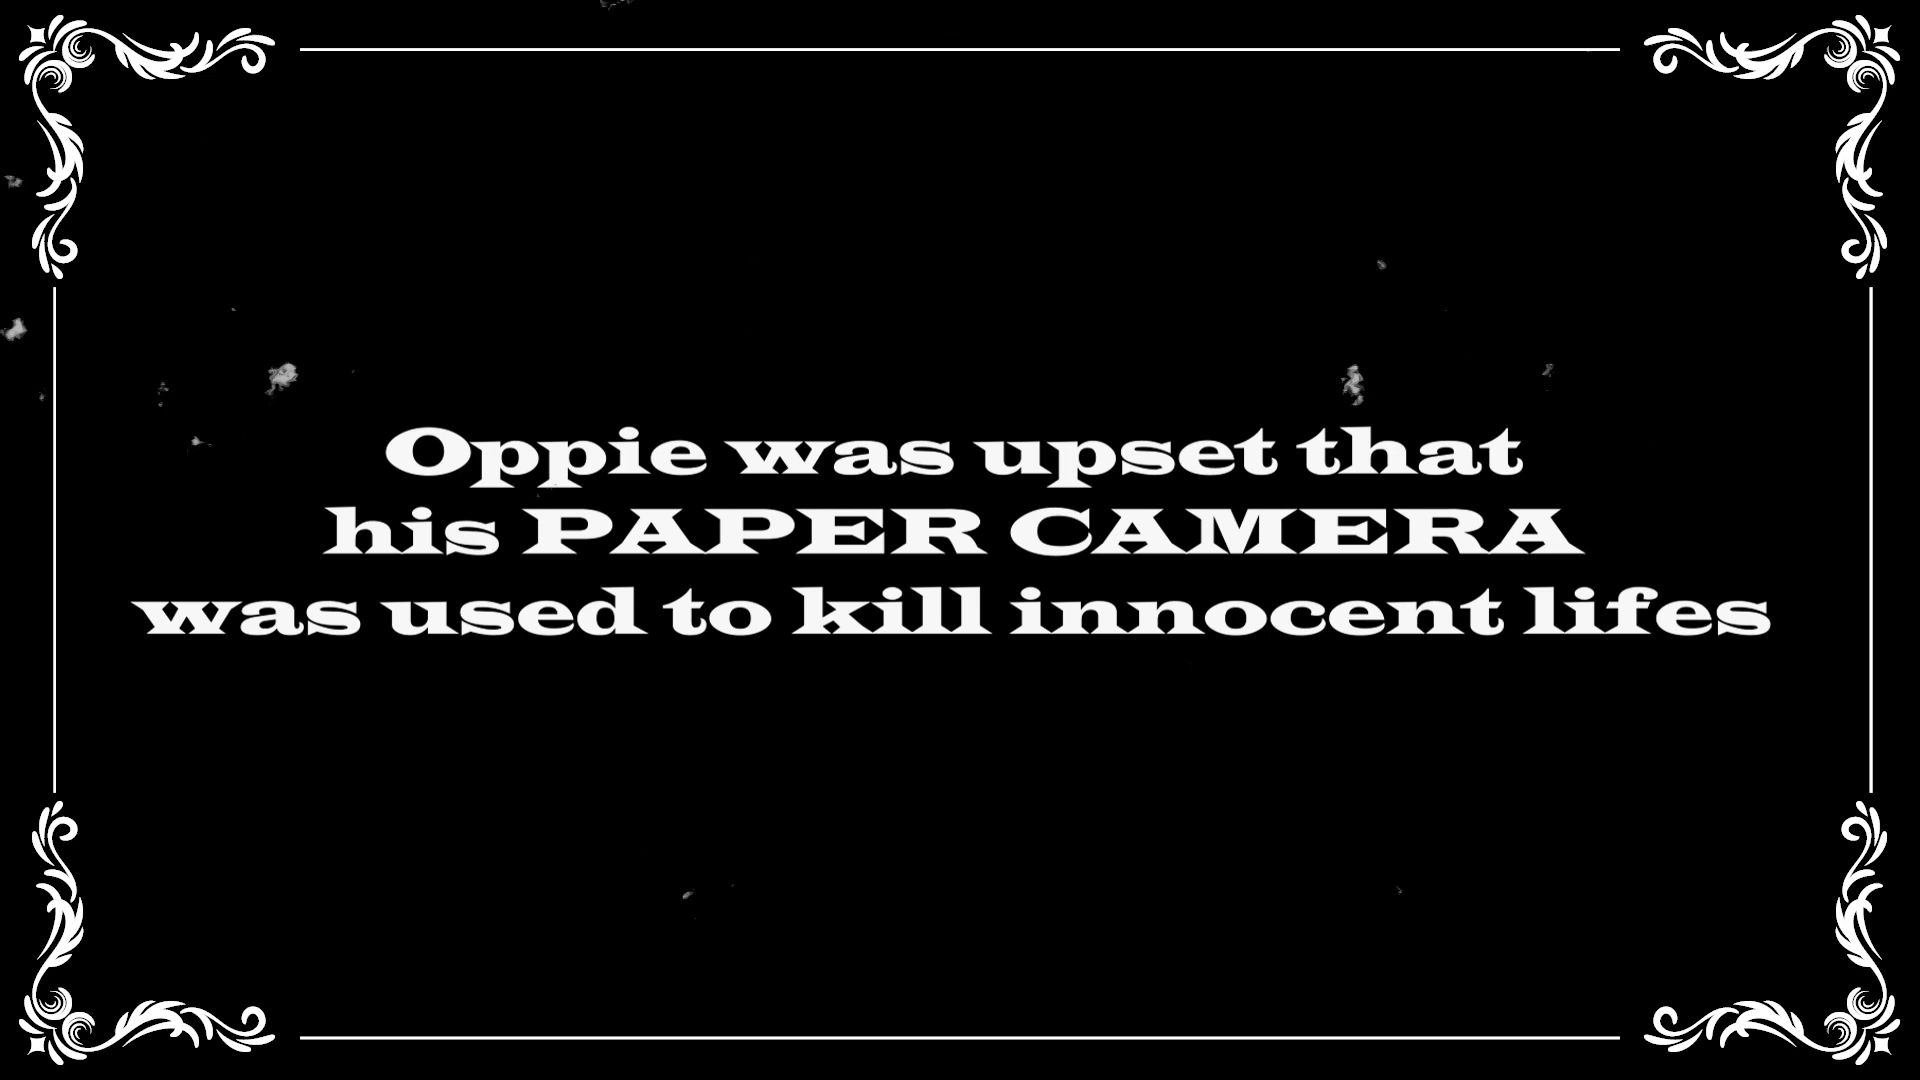 Oppie was upset that
his PAPER CAMERA
was used to kill innocent lifes